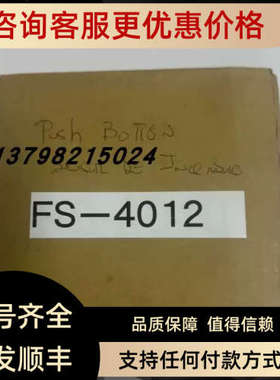 咨询客服更优惠价格
Push BoTTON
13798215024
FS-4012
号齐全
品质保障 值得信赖
发顺丰
支持任何付款方式